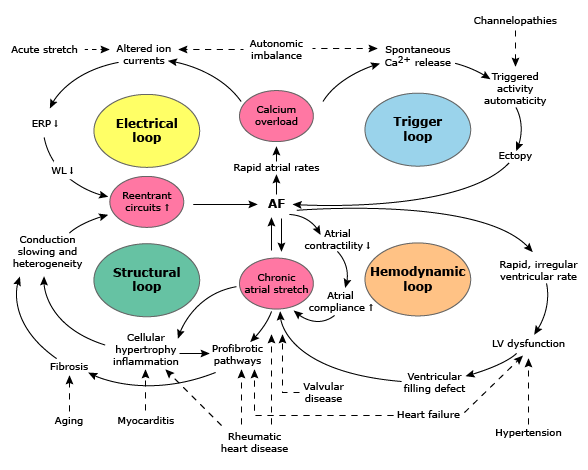 Channelopathies
Acute stretch
Altered ion
currents
Autonomic
imbalance
Spontaneous
Ca2+ release
Triggered
activity
automaticity
Calcium
overload
ERP ↓
Electrical
loop
Trigger
loop
Ectopy
WL ↓
Rapid atrial rates
Reentrant
circuits ↑
AF
Atrial
contractility ↓
Conduction
slowing and
heterogeneity
Structural
loop
Chronic
atrial stretch
Hemodynamic
loop
Rapid, irregular
ventricular rate
Atrial
compliance ↑
Cellular
hypertrophy
inflammation
Profibrotic
pathways
LV dysfunction
Fibrosis
Ventricular
filling defect
Valvular
disease
Heart failure
Aging
Myocarditis
Rheumatic
heart disease
Hypertension